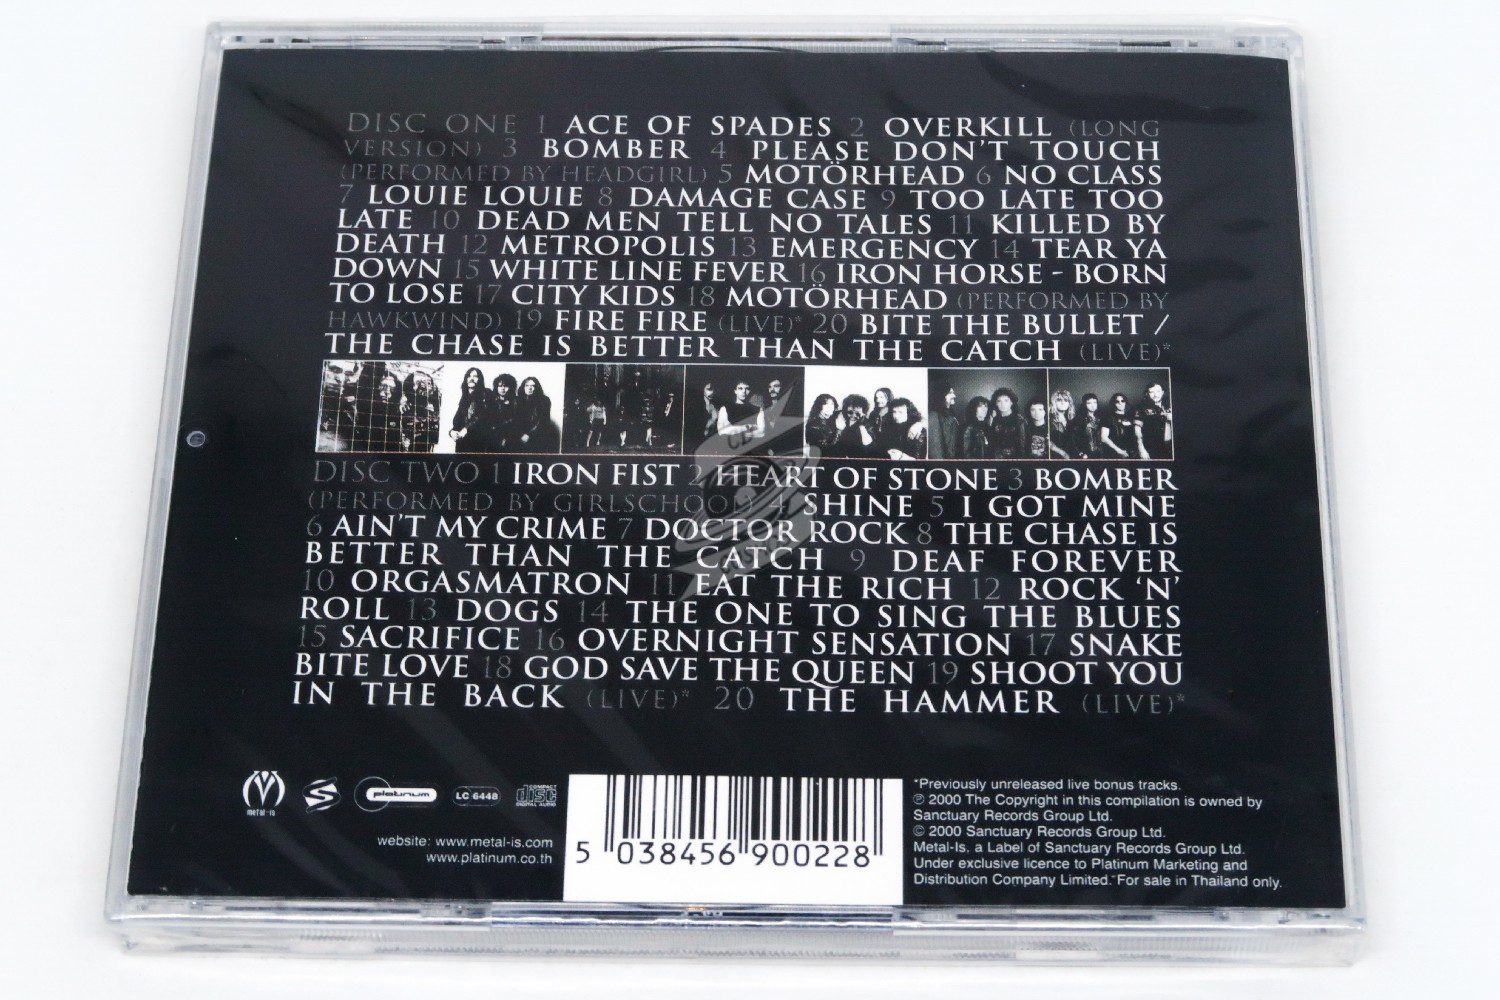 DISC ONE 1 ACE OF SPADES 2 OVERKILL (LONG
VERSION) 3 BOMBER 4 PLEASE DON'T TOUCH
(PERFORMED BY HEADGIRL) 5 MOTÖRHEAD 6 NO CLASS
7 LOUIE LOUIE 8 DAMAGE CASE 9 TOO LATE TOO
LATE 10 DEAD MEN TELL NO TALES 11 KILLED BY
DEATH 12 METROPOLIS 13 EMERGENCY 14 TEAR YA
DOWN 15 WHITE LINE FEVER 16 IRON HORSE - BORN
TO LOSE 17 CITY KIDS 18 MOTÖRHEAD (PERFORMED BY
HAWKWIND) 19 FIRE FIRE (LIVE)* 20 BITE THE BULLET /
THE CHASE IS BETTER THAN THE CATCH (LIVE)*
DISC TWO 1 IRON FIST 2 HEART OF STONE 3 BOMBER
(PERFORMED BY GIRLSCHOOL) 4 SHINE 5 I GOT MINE
6 AIN'T MY CRIME 7 DOCTOR ROCK 8 THE CHASE IS
BETTER THAN THE CATCH 9 DEAF FOREVER
10 ORGASMATRON 11 EAT THE RICH 12 ROCK 'N'
ROLL 13 DOGS 14 THE ONE TO SING THE BLUES
15 SACRIFICE 16 OVERNIGHT SENSATION 17 SNAKE
BITE LOVE 18 GOD SAVE THE QUEEN 19 SHOOT YOU
IN THE BACK (LIVE)* 20 THE HAMMER (LIVE)*
metal-is
platinum
LC 6448
COMPACT
disc
DIGITAL AUDIO
website: www.metal-is.com
www.platinum.co.th
5 038456 900228
*Previously unreleased live bonus tracks.
℗ 2000 The Copyright in this compilation is owned by
Sanctuary Records Group Ltd.
© 2000 Sanctuary Records Group Ltd.
Metal-Is, a Label of Sanctuary Records Group Ltd.
Under exclusive licence to Platinum Marketing and
Distribution Company Limited. For sale in Thailand only.